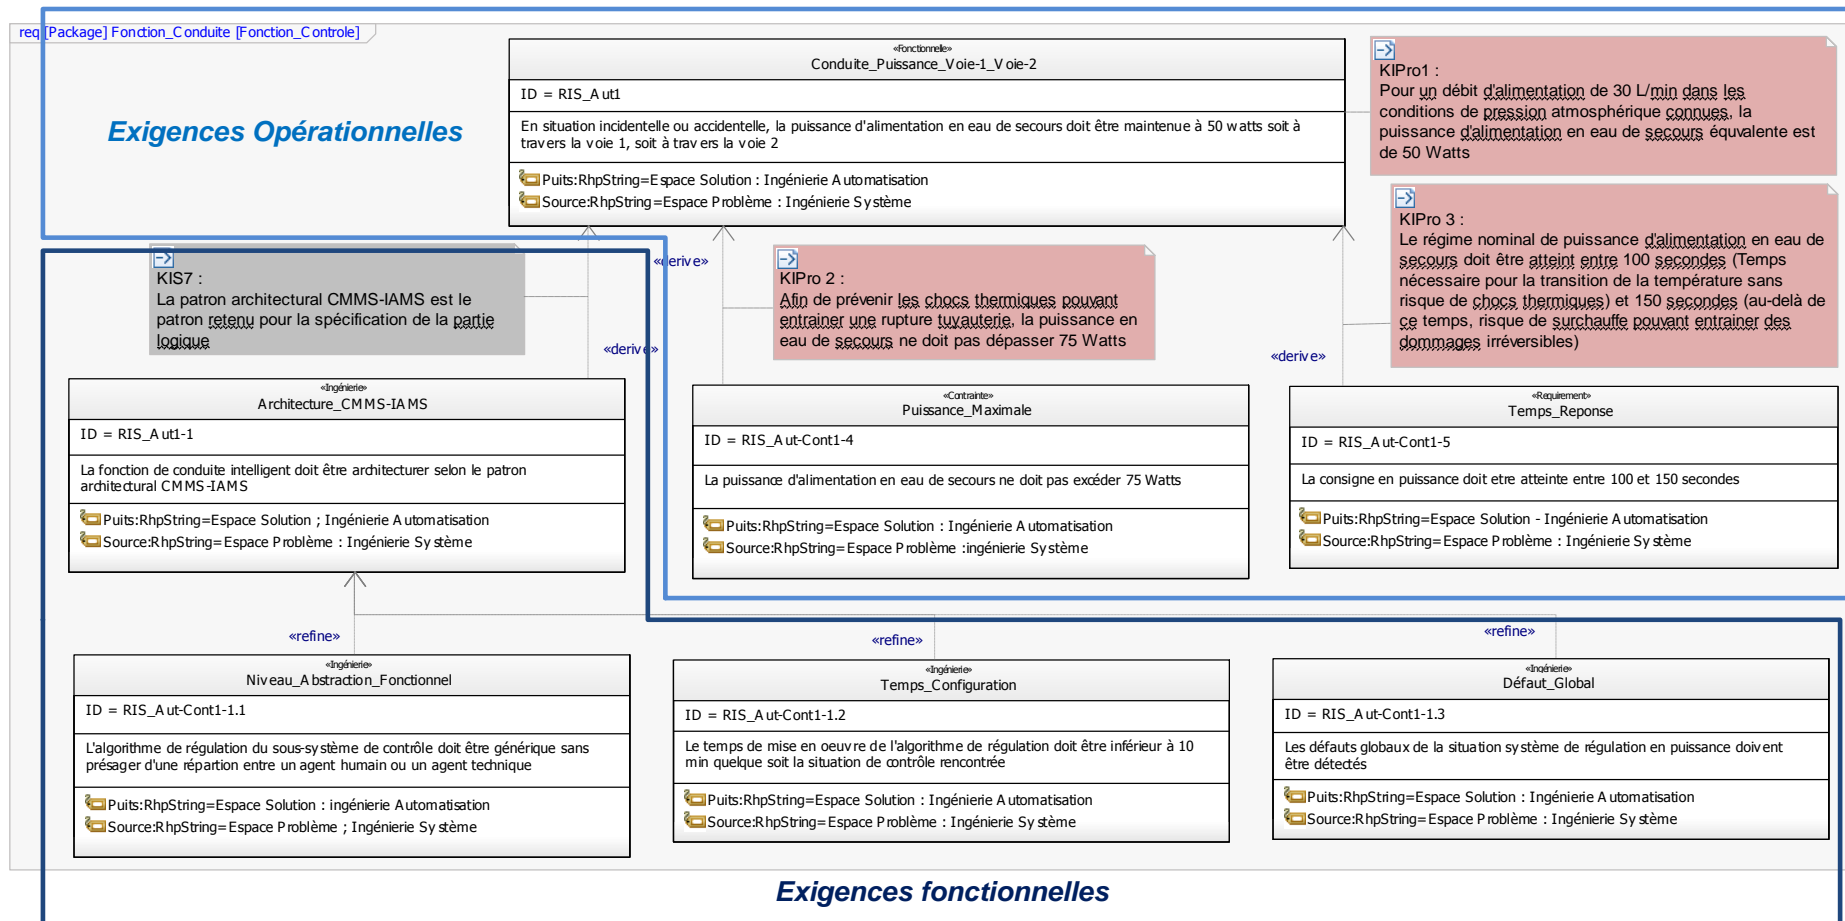 req [Package] Fonction_Conduite [Fonction_Controle]
Exigences Opérationnelles
«Fonctionnelle»
Conduite_Puissance_Voie-1_Voie-2
ID = RIS_Aut1
En situation incidentelle ou accidentelle, la puissance d'alimentation en eau de secours doit être maintenue à 50 watts soit à
travers la voie 1, soit à travers la voie 2
Puits:RhpString=Espace Solution : Ingénierie Automatisation
Source:RhpString=Espace Problème : Ingénierie Système
KIPro1 :
Pour un débit d'alimentation de 30 L/min dans les
conditions de pression atmosphérique connues, la
puissance d'alimentation en eau de secours équvalente est
de 50 Watts
KIPro 3 :
Le régime nominal de puissance d'alimentation en eau de
secours doit être atteint entre 100 secondes (Temps
nécessaire pour la transition de la température sans
risque de chocs thermiques) et 150 secondes (au-delà de
ce temps, risque de surchauffe pouvant entrainer des
dommages irréversibles)
KIS7 :
La patron architectural CMMS-IAMS est le
patron retenu pour la spécification de la partie
logique
«derive»
KIPro 2 :
Afin de prévenir les chocs thermiques pouvant
entrainer une rupture tuyauterie, la puissance en
eau de secours ne doit pas dépasser 75 Watts
«derive»
«derive»
«Ingénierie»
Architecture_CMMS-IAMS
ID = RIS_Aut1-1
La fonction de conduite intelligent doit être architecturer selon le patron
architectural CMMS-IAMS
Puits:RhpString=Espace Solution ; Ingénierie Automatisation
Source:RhpString=Espace Problème : Ingénierie Système
«Contrainte»
Puissance_Maximale
ID = RIS_Aut-Cont1-4
La puissance d'alimentation en eau de secours ne doit pas excéder 75 Watts
Puits:RhpString=Espace Solution : Ingénierie Automatisation
Source:RhpString=Espace Problème :ingénierie Système
«Requirement»
Temps_Reponse
ID = RIS_Aut-Cont1-5
La consigne en puissance doit etre atteinte entre 100 et 150 secondes
Puits:RhpString=Espace Solution - Ingénierie Automatisation
Source:RhpString=Espace Problème : Ingénierie Système
«refine»
«refine»
«refine»
«Ingénierie»
Niveau_Abstraction_Fonctionnel
ID = RIS_Aut-Cont1-1.1
L'algorithme de régulation du sous-système de contrôle doit être générique sans
présager d'une répartion entre un agent humain ou un agent technique
Puits:RhpString=Espace Solution : ingénierie Automatisation
Source:RhpString=Espace Problème ; Ingénierie Système
«Ingénierie»
Temps_Configuration
ID = RIS_Aut-Cont1-1.2
Le temps de mise en oeuvre de l'algorithme de régulation doit être inférieur à 10
min quelque soit la situation de contrôle rencontrée
Puits:RhpString=Espace Solution : Ingénierie Automatisation
Source:RhpString=Espace Problème : Ingénierie Système
«Ingénierie»
Défaut_Global
ID = RIS_Aut-Cont1-1.3
Les défauts globaux de la situation système de régulation en puissance doivent
être détectés
Puits:RhpString=Espace Solution : Ingénierie Automatisation
Source:RhpString=Espace Problème : Ingénierie Système
Exigences fonctionnelles